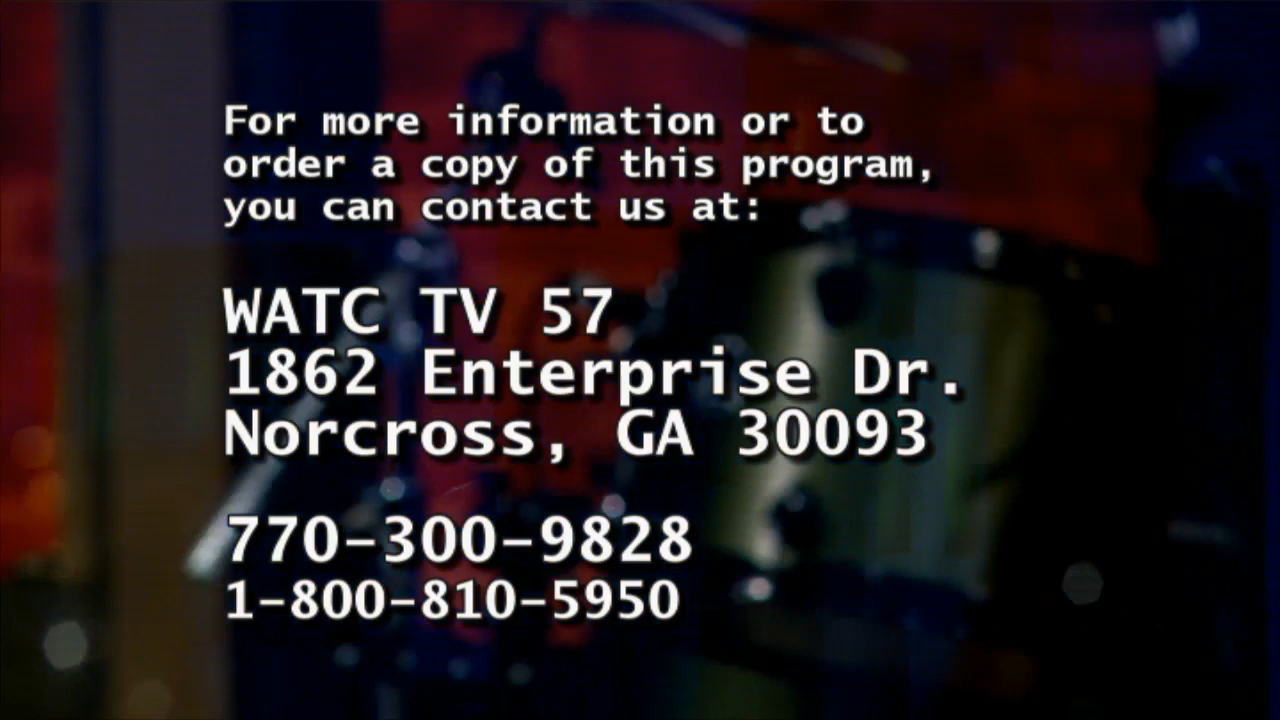 For more information or to
order a copy of this program,
you can contact us at:
WATC TV 57
1862 Enterprise Dr.
Norcross, GA 30093
770-300-9828
1-800-810-5950